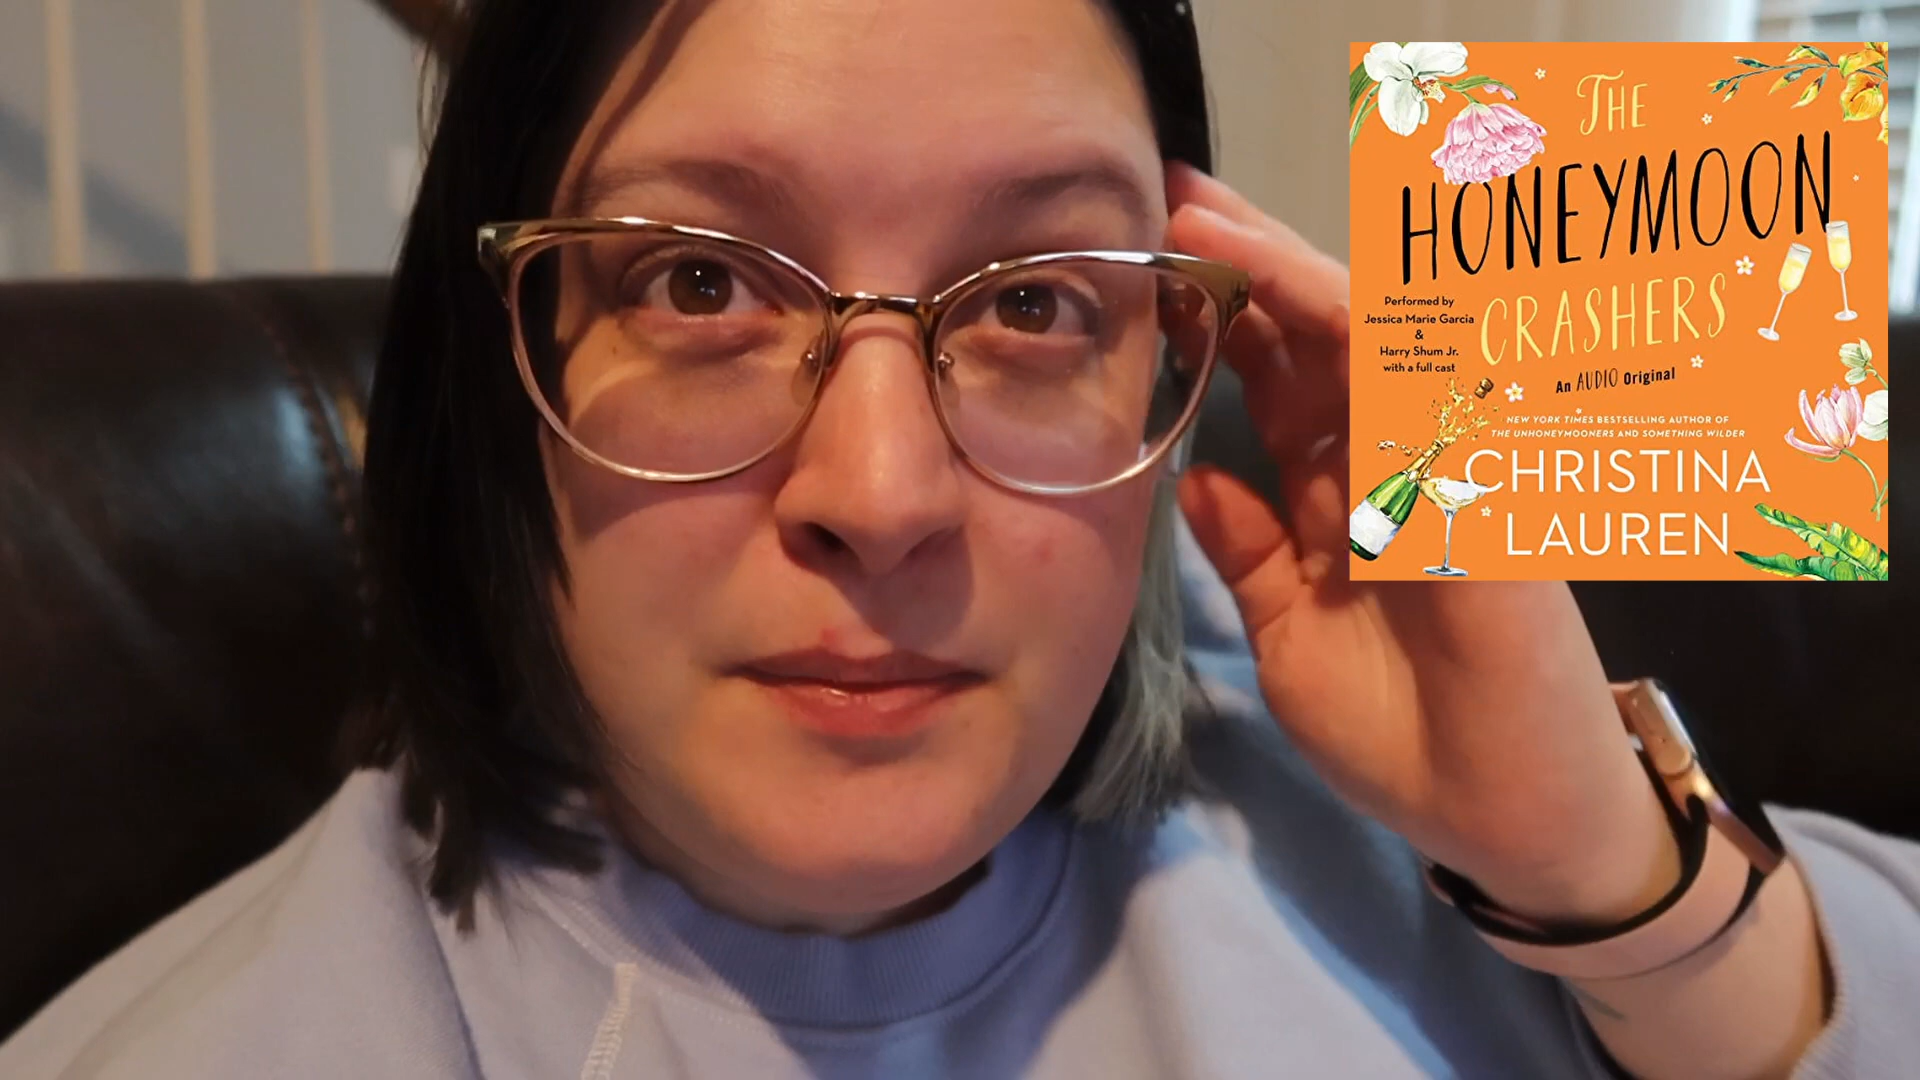 THE
HONEYMOON
CRASHERS
Performed by
Jessica Marie Garcia
&
Harry Shum Jr.
with a full cast
An AUDIO Original
NEW YORK TIMES BESTSELLING AUTHOR OF
THE UNHONEYMOONERS AND SOMETHING WILDER
CHRISTINA
LAUREN